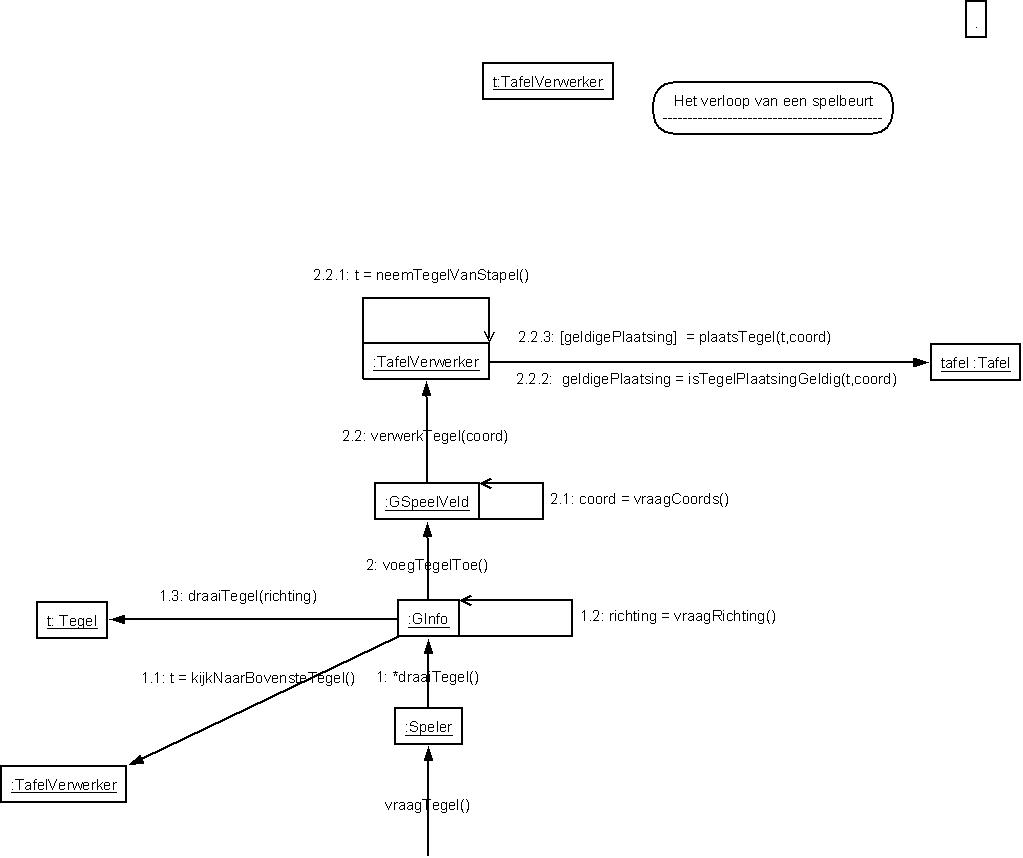 .
t:TafelVerwerker
Het verloop van een spelbeurt
---------------------------------------------
2.2.1: t = neemTegelVanStapel()
2.2.3: [geldigePlaatsing] = plaatsTegel(t,coord)
:TafelVerwerker
tafel :Tafel
2.2.2: geldigePlaatsing = isTegelPlaatsingGeldig(t,coord)
2.2: verwerkTegel(coord)
:GSpeelVeld
2.1: coord = vraagCoords()
2: voegTegelToe()
1.3: draaiTegel(richting)
t: Tegel
:GInfo
1.2: richting = vraagRichting()
1.1: t = kijkNaarBovensteTegel()
1: *draaiTegel()
:Speler
:TafelVerwerker
vraagTegel()